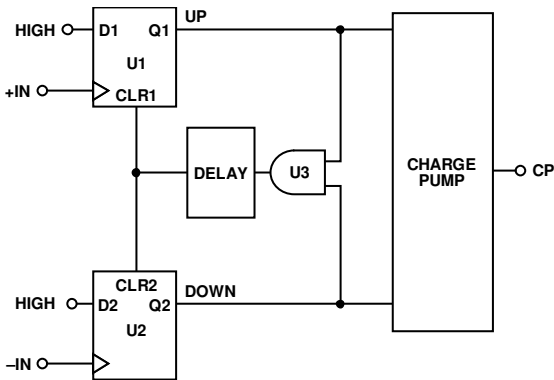 UP
HIGH D1 Q1
U1
+IN
CLR1
DELAY U3 CHARGE
PUMP
CP
CLR2
DOWN
HIGH D2 Q2
U2
–IN